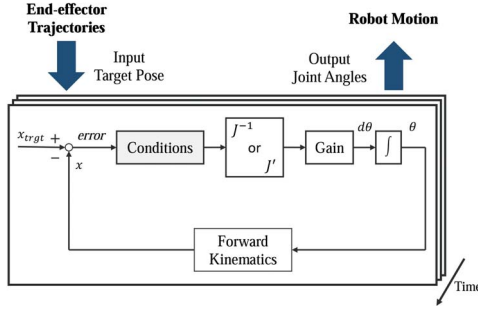 End-effector
Trajectories
Robot Motion
Input
Target Pose
Output
Joint Angles
x_trgt + error
−
x
Conditions
J⁻¹
or
J′
Gain
dθ
∫
θ
Forward
Kinematics
Time